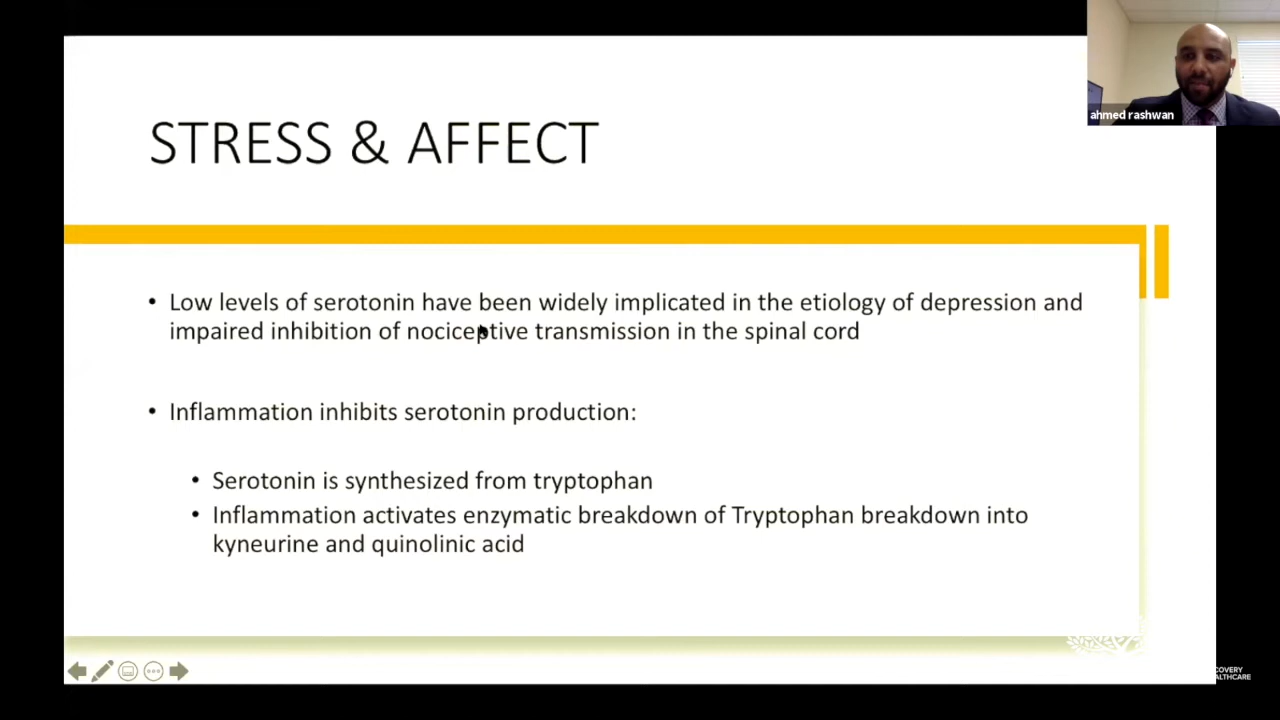 ahmed rashwan
STRESS & AFFECT
• Low levels of serotonin have been widely implicated in the etiology of depression and
impaired inhibition of nociceptive transmission in the spinal cord
• Inflammation inhibits serotonin production:
• Serotonin is synthesized from tryptophan
• Inflammation activates enzymatic breakdown of Tryptophan breakdown into
kyneurine and quinolinic acid
COVERY
ALTHCARE